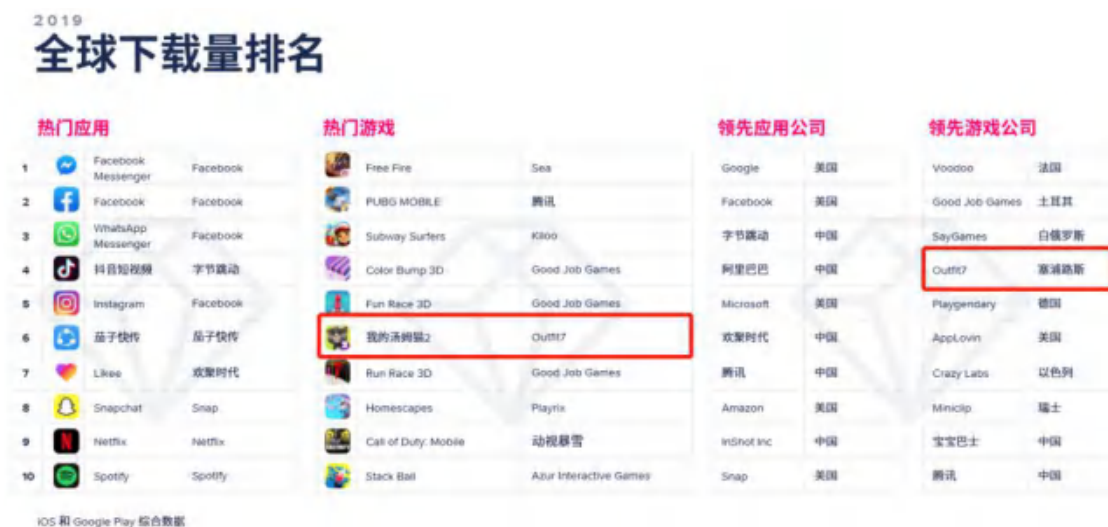 2019
全球下载量排名
热门应用 热门游戏 领先应用公司 领先游戏公司
1 Facebook Messenger Facebook Free Fire Sea Google 美国 Voodoo 法国
2 Facebook Facebook PUBG MOBILE 腾讯 Facebook 美国 Good Job Games 土耳其
3 WhatsApp Messenger Facebook Subway Surfers Kiloo 字节跳动 中国 SayGames 白俄罗斯
4 抖音短视频 字节跳动 Color Bump 3D Good Job Games 阿里巴巴 中国 Outfit7 塞浦路斯
5 Instagram Facebook Fun Race 3D Good Job Games Microsoft 美国 Playgendary 德国
6 茄子快传 茄子快传 我的汤姆猫2 Outfit7 欢聚时代 中国 AppLovin 美国
7 Likee 欢聚时代 Run Race 3D Good Job Games 腾讯 中国 Crazy Labs 以色列
8 Snapchat Snap Homescapes Playrix Amazon 美国 Miniclip 瑞士
9 Netflix Netflix Call of Duty: Mobile 动视暴雪 InShot Inc 中国 宝宝巴士 中国
10 Spotify Spotify Stack Ball Azur Interactive Games Snap 美国 腾讯 中国
iOS 和 Google Play 综合数据